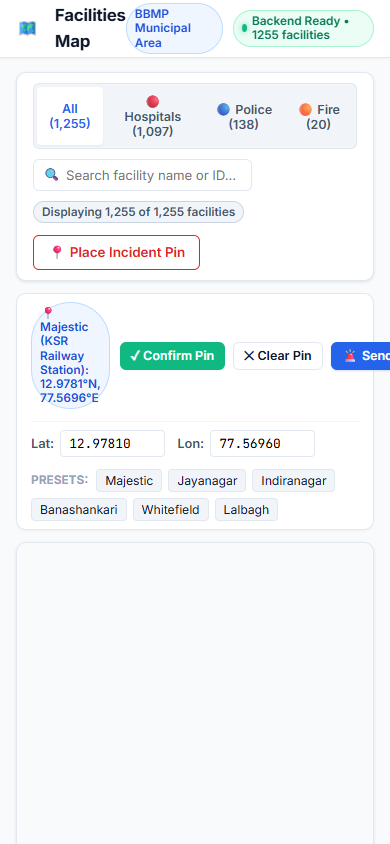 Facilities
Map
BBMP
Municipal
Area
Backend Ready •
1255 facilities
All
(1,255)
Hospitals
(1,097)
Police
(138)
Fire
(20)
Search facility name or ID...
Displaying 1,255 of 1,255 facilities
Place Incident Pin
Majestic
(KSR
Railway
Station):
12.9781°N,
77.5696°E
✓ Confirm Pin
✕ Clear Pin
Send
Lat: 12.97810 Lon: 77.56960
PRESETS: Majestic Jayanagar Indiranagar
Banashankari Whitefield Lalbagh